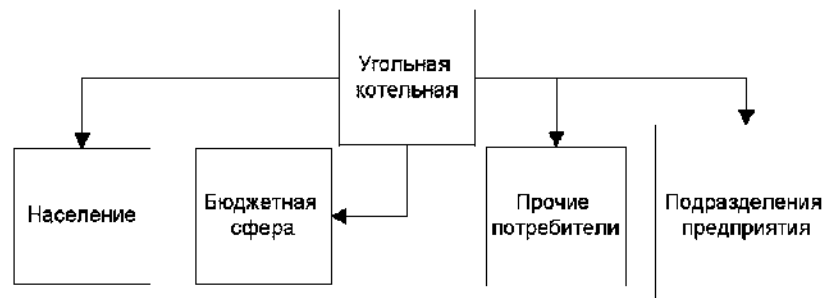 Угольная
котельная
Население
Бюджетная
сфера
Прочие
потребители
Подразделения
предприятия